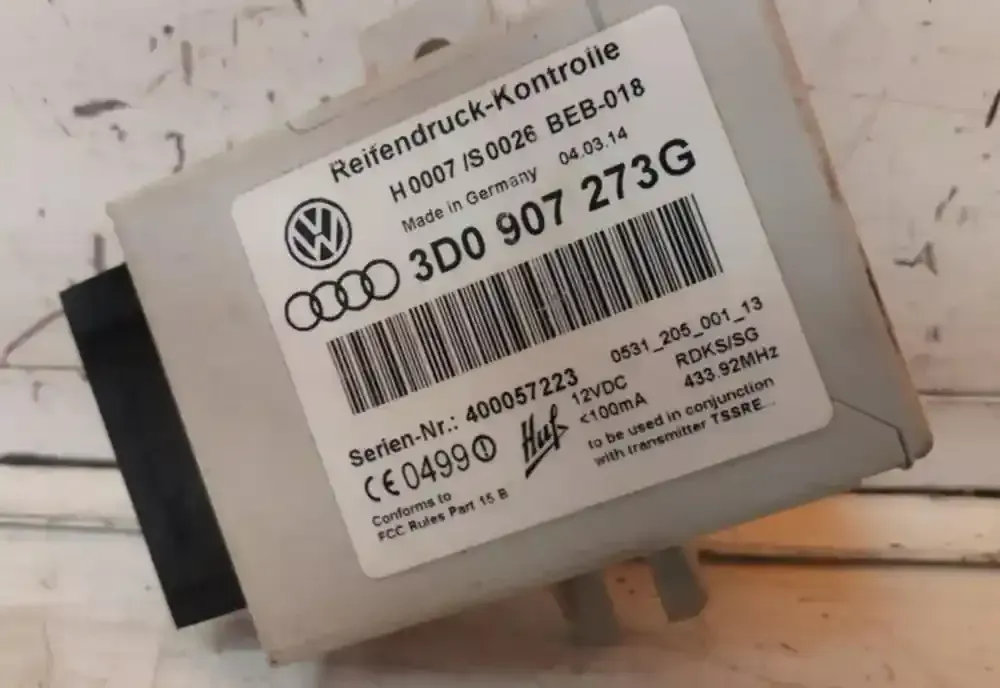 Reifendruck-Kontrolle
H0007/S0026 BEB-018
Made in Germany 04.03.14
3D0 907 273G
Serien-Nr.: 400057223
0531_205_001_13
12VDC RDKS/SG
<100mA 433.92MHz
CE0499
Huf
to be used in conjunction
with transmitter TSSRE...
Conforms to
FCC Rules Part 15 B